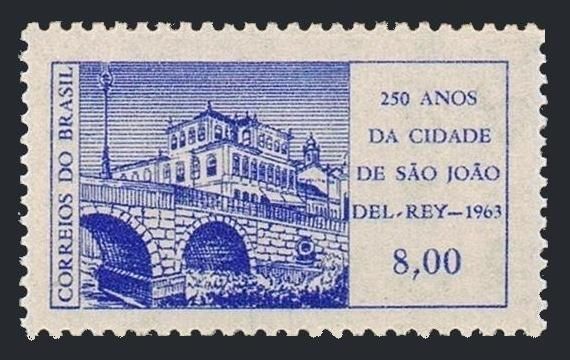 CORREIOS DO BRASIL
250 ANOS
DA CIDADE
DE SÃO JOÃO
DEL-REY—1963
8,00